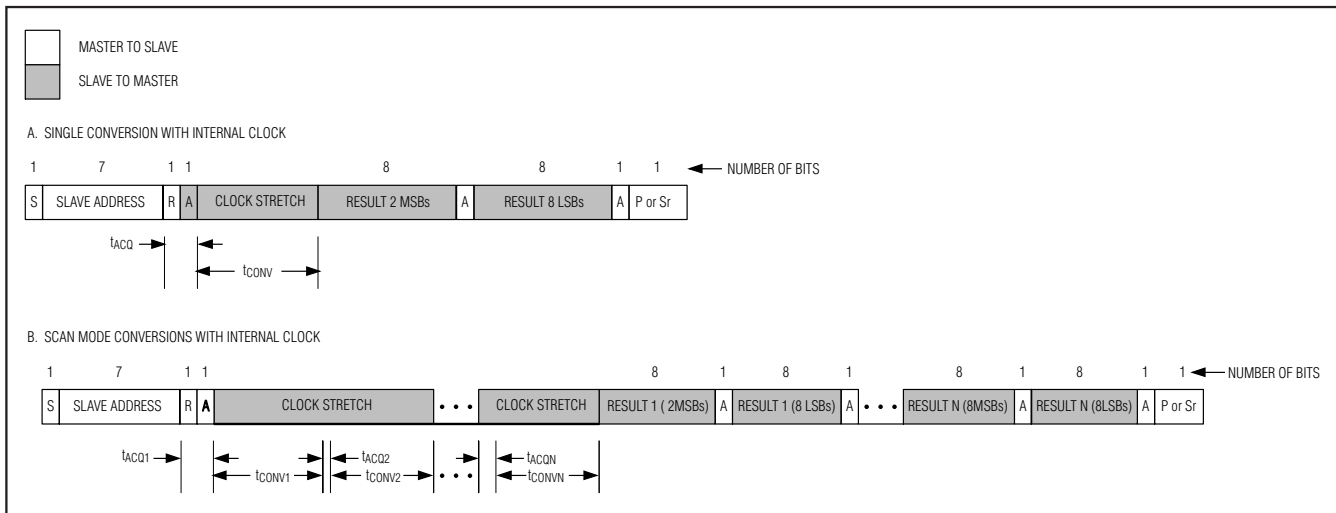 MASTER TO SLAVE
SLAVE TO MASTER
A. SINGLE CONVERSION WITH INTERNAL CLOCK
1 7 1 1 8 8 1 1 NUMBER OF BITS
S SLAVE ADDRESS R A CLOCK STRETCH RESULT 2 MSBs A RESULT 8 LSBs A P or Sr
tACQ
tCONV
B. SCAN MODE CONVERSIONS WITH INTERNAL CLOCK
1 7 1 1 8 1 8 1 8 1 8 1 1 NUMBER OF BITS
S SLAVE ADDRESS R A CLOCK STRETCH • • • CLOCK STRETCH RESULT 1 ( 2MSBs) A RESULT 1 (8 LSBs) A • • • RESULT N (8MSBs) A RESULT N (8LSBs) A P or Sr
tACQ1 tACQ2 tACQN
tCONV1 tCONV2 • • • tCONVN